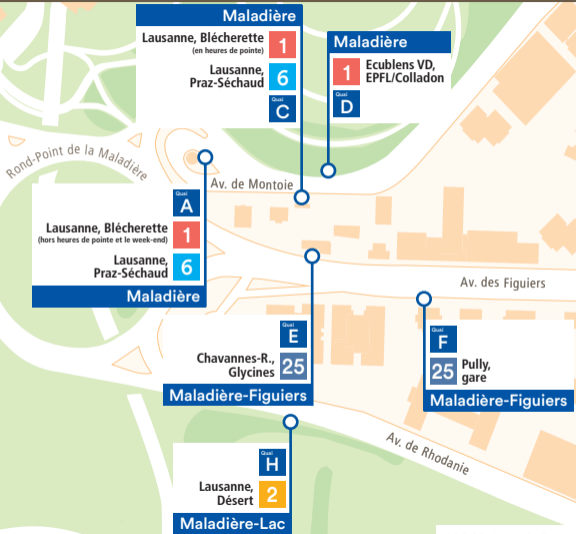 Maladière
Lausanne, Blécherette
(en heures de pointe)
1
Lausanne,
Praz-Séchaud
6
Quai
C
Maladière
1
Ecublens VD,
EPFL/Colladon
Quai
D
Rond-Point de la Maladière
Av. de Montoie
Quai
A
Lausanne, Blécherette
(hors heures de pointe et le week-end)
1
Lausanne,
Praz-Séchaud
6
Maladière
Av. des Figuiers
Quai
E
Chavannes-R.,
Glycines
25
Maladière-Figuiers
Quai
F
25
Pully,
gare
Maladière-Figuiers
Av. de Rhodanie
Quai
H
Lausanne,
Désert
2
Maladière-Lac